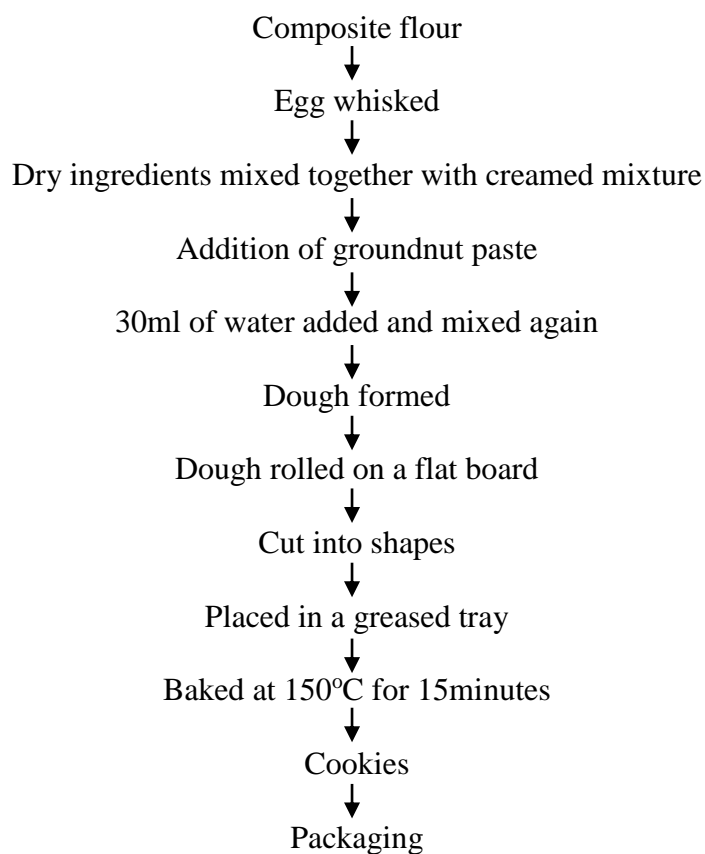 Composite flour
Egg whisked
Dry ingredients mixed together with creamed mixture
Addition of groundnut paste
30ml of water added and mixed again
Dough formed
Dough rolled on a flat board
Cut into shapes
Placed in a greased tray
Baked at 150ºC for 15minutes
Cookies
Packaging